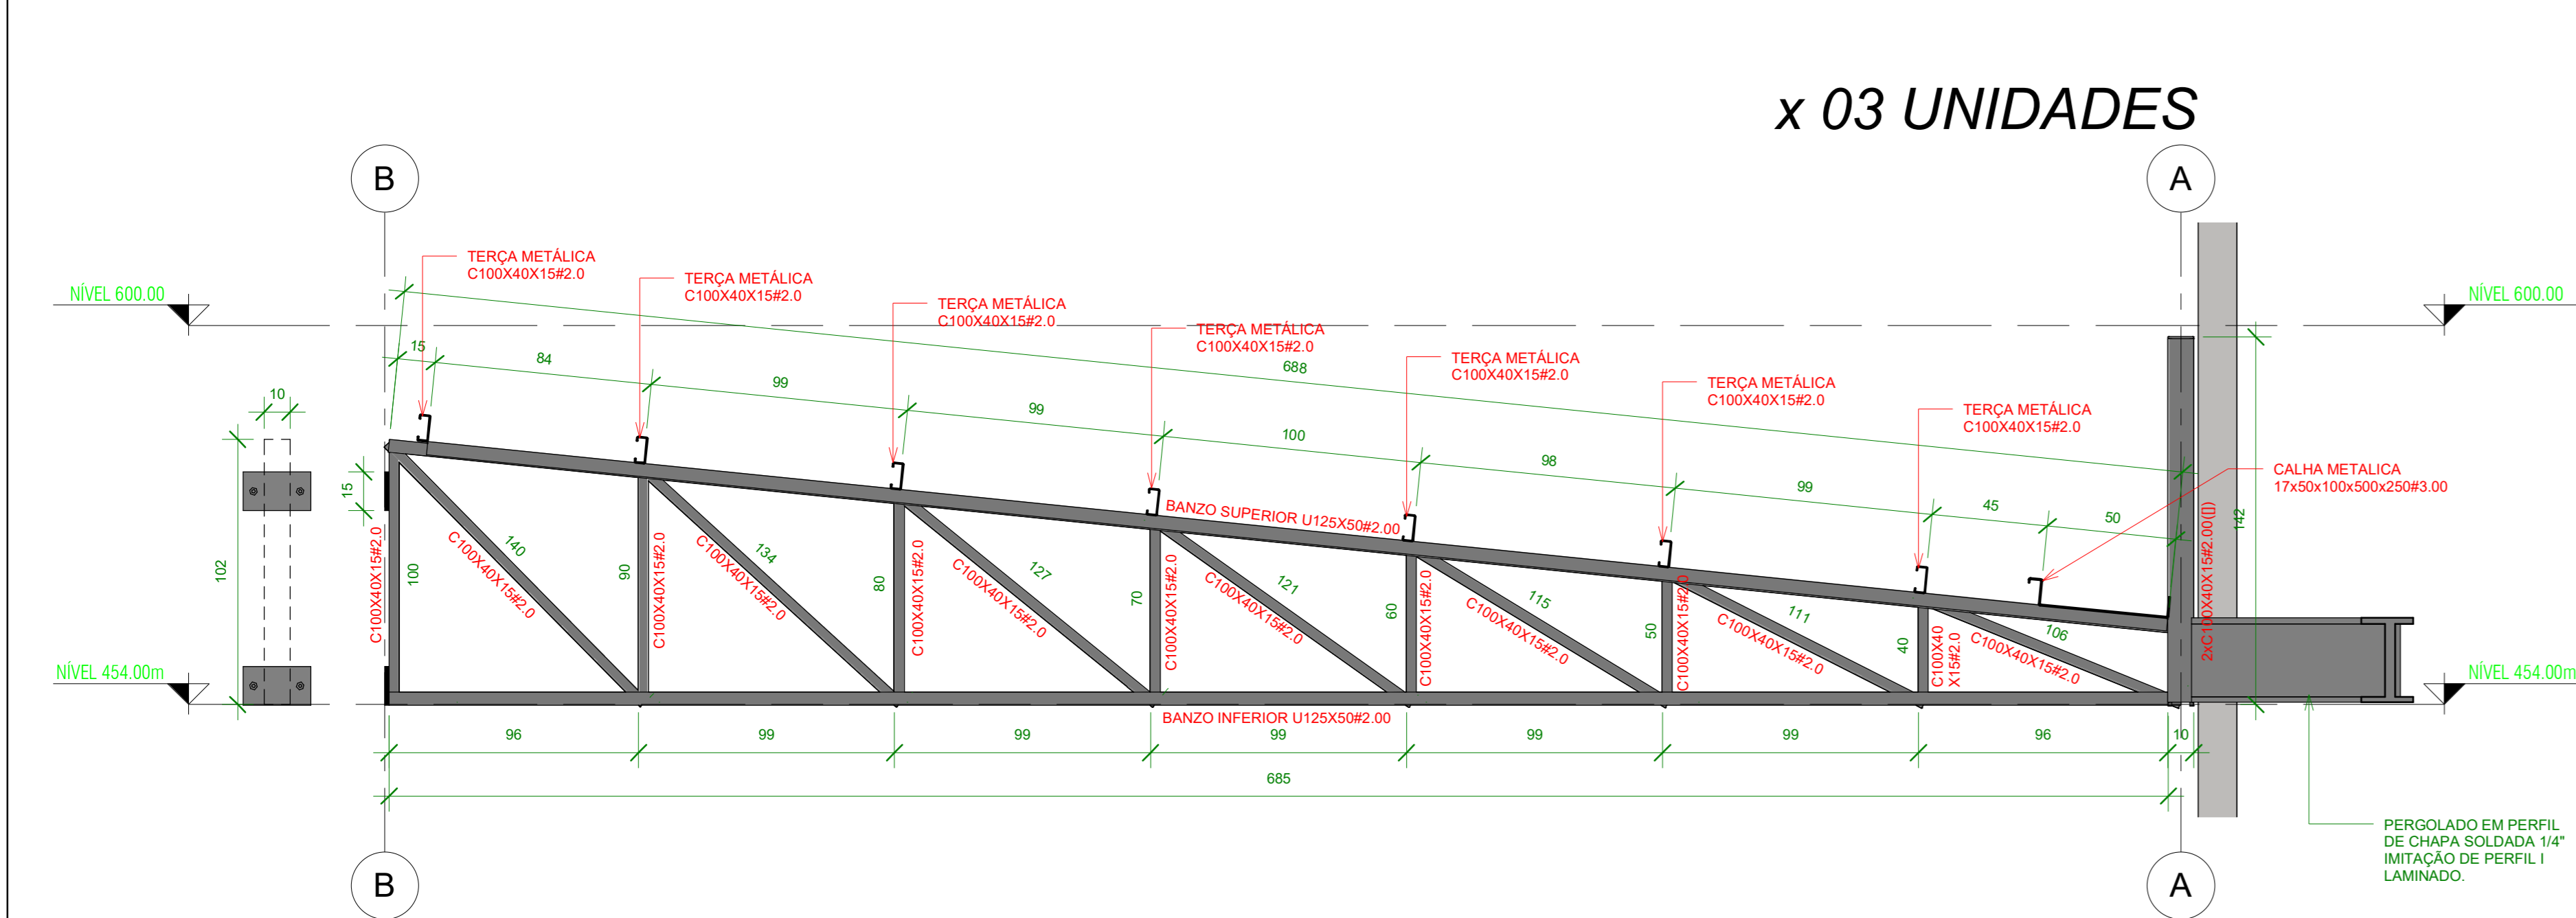 x 03 UNIDADES
B
A
TERÇA METÁLICA
C100X40X15#2.0
TERÇA METÁLICA
C100X40X15#2.0
TERÇA METÁLICA
C100X40X15#2.0
TERÇA METÁLICA
C100X40X15#2.0
TERÇA METÁLICA
C100X40X15#2.0
TERÇA METÁLICA
C100X40X15#2.0
TERÇA METÁLICA
C100X40X15#2.0
CALHA METALICA
17x50x100x500x250#3.00
NÍVEL 600.00
NÍVEL 600.00
15
84
99
99
100
98
99
45
50
688
10
15
102
142
BANZO SUPERIOR U125X50#2.00
C100X40X15#2.0
100
140
C100X40X15#2.0
90
C100X40X15#2.0
134
C100X40X15#2.0
80
C100X40X15#2.0
127
C100X40X15#2.0
70
C100X40X15#2.0
121
C100X40X15#2.0
60
C100X40X15#2.0
115
C100X40X15#2.0
50
C100X40X15#2.0
111
C100X40X15#2.0
40
C100X40
X15#2.0
106
C100X40X15#2.0
2xC100X40X15#2.00([])
NÍVEL 454.00m
NÍVEL 454.00m
BANZO INFERIOR U125X50#2.00
96
99
99
99
99
99
96
10
685
PERGOLADO EM PERFIL
DE CHAPA SOLDADA 1/4"
IMITAÇÃO DE PERFIL I
LAMINADO.
B
A